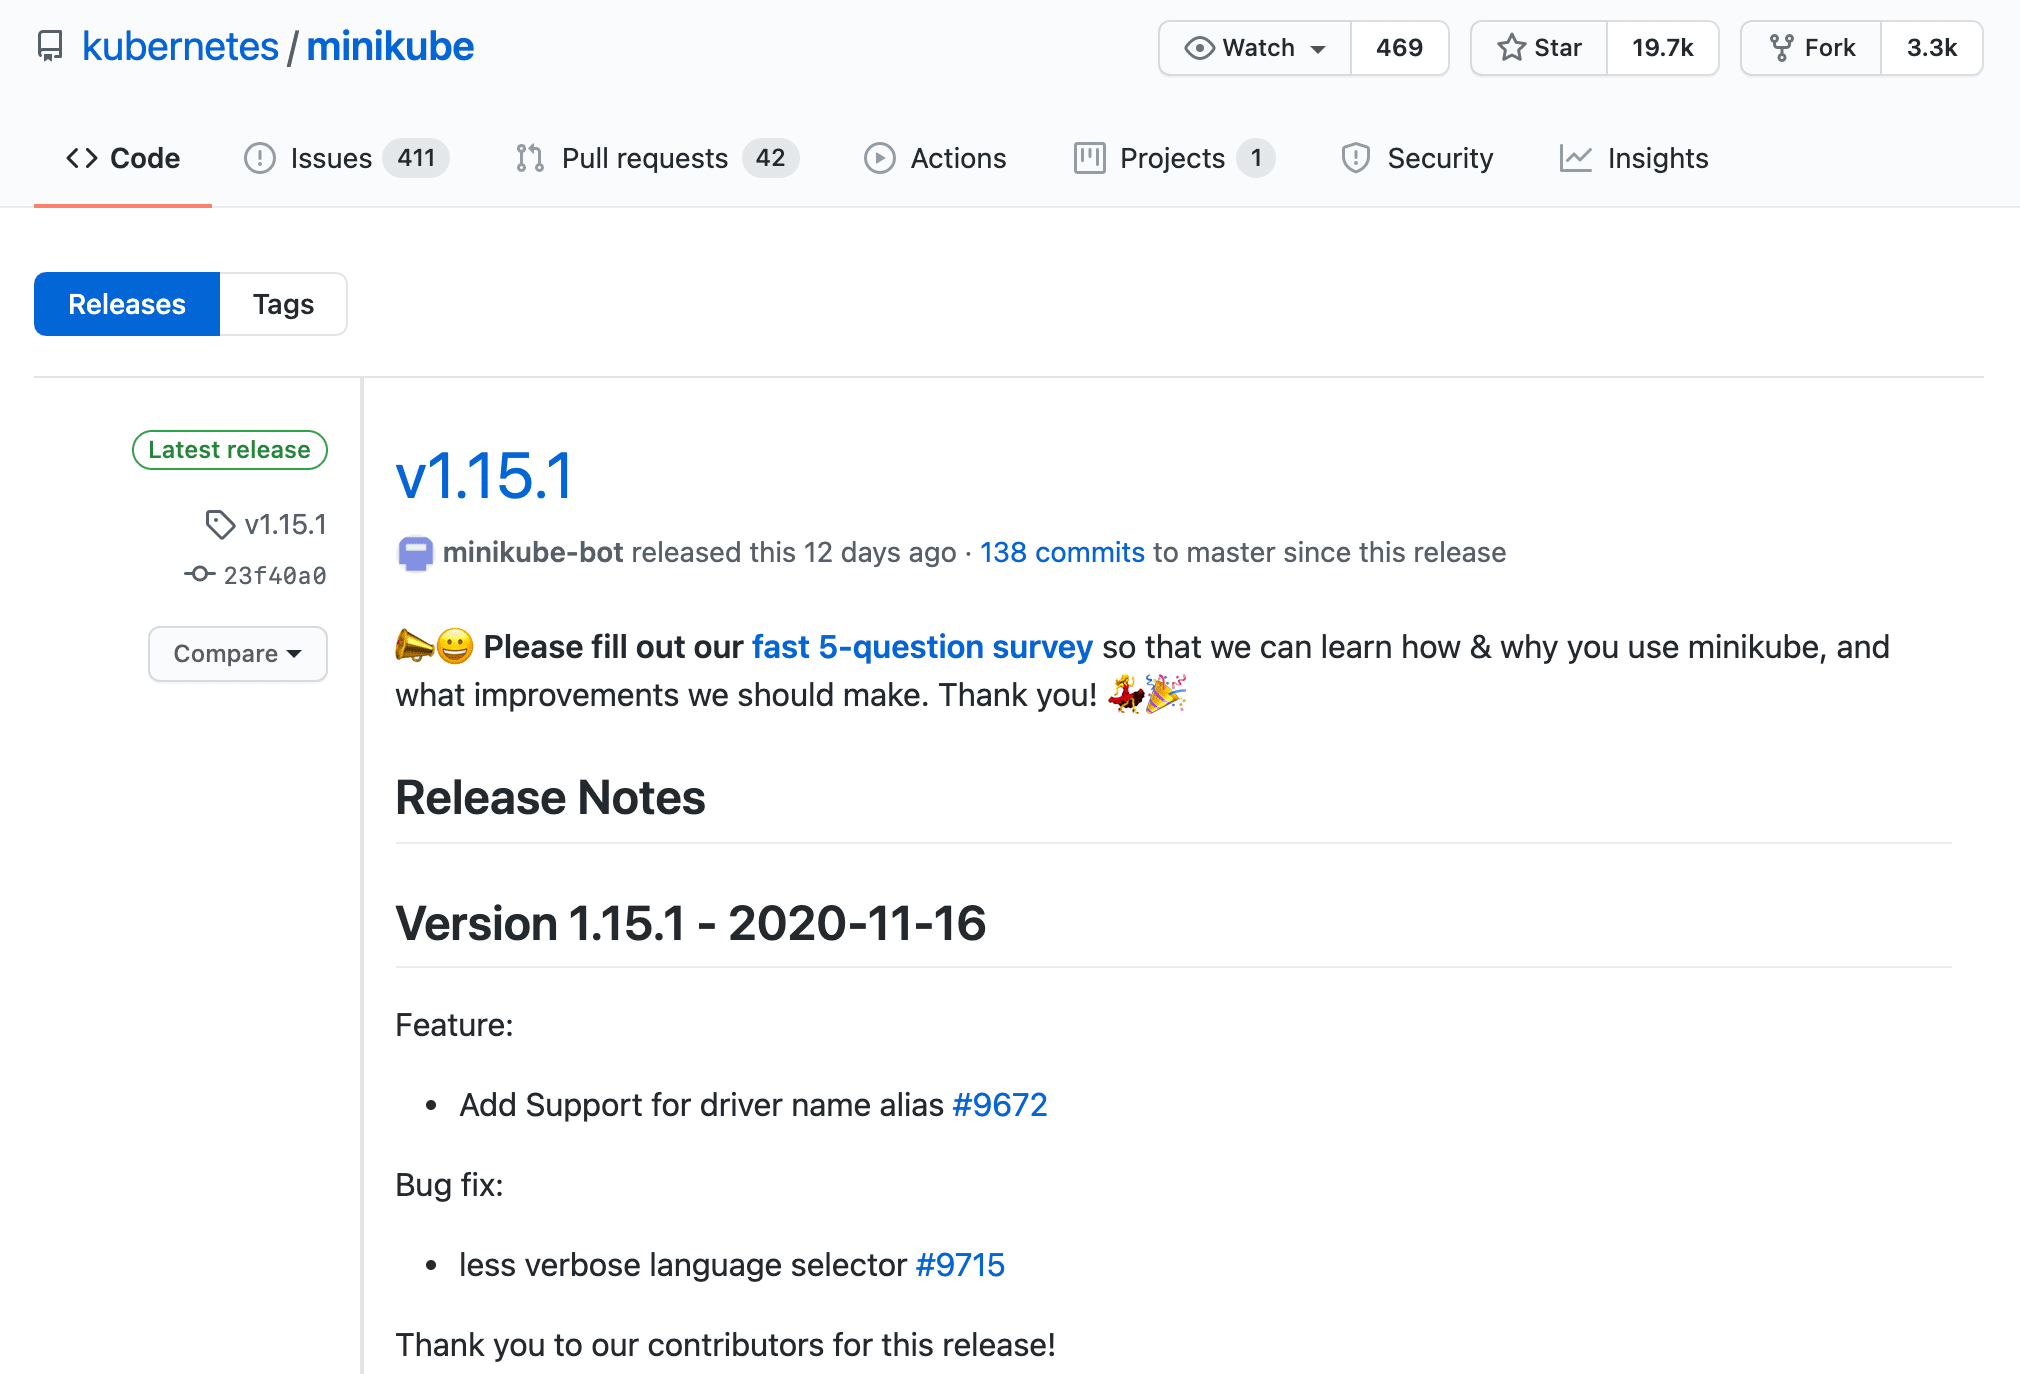 kubernetes / minikube
Watch 469
Star 19.7k
Fork 3.3k
Code
Issues 411
Pull requests 42
Actions
Projects 1
Security
Insights
Releases
Tags
Latest release
v1.15.1
23f40a0
Compare
v1.15.1
minikube-bot released this 12 days ago · 138 commits to master since this release
📣😀 Please fill out our fast 5-question survey so that we can learn how & why you use minikube, and
what improvements we should make. Thank you! 💃🎉
Release Notes
Version 1.15.1 - 2020-11-16
Feature:
• Add Support for driver name alias #9672
Bug fix:
• less verbose language selector #9715
Thank you to our contributors for this release!